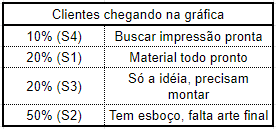 Clientes chegando na gráfica
10% (S4) Buscar impressão pronta
20% (S1) Material todo pronto
20% (S3) Só a idéia, precisam
montar
50% (S2) Tem esboço, falta arte final